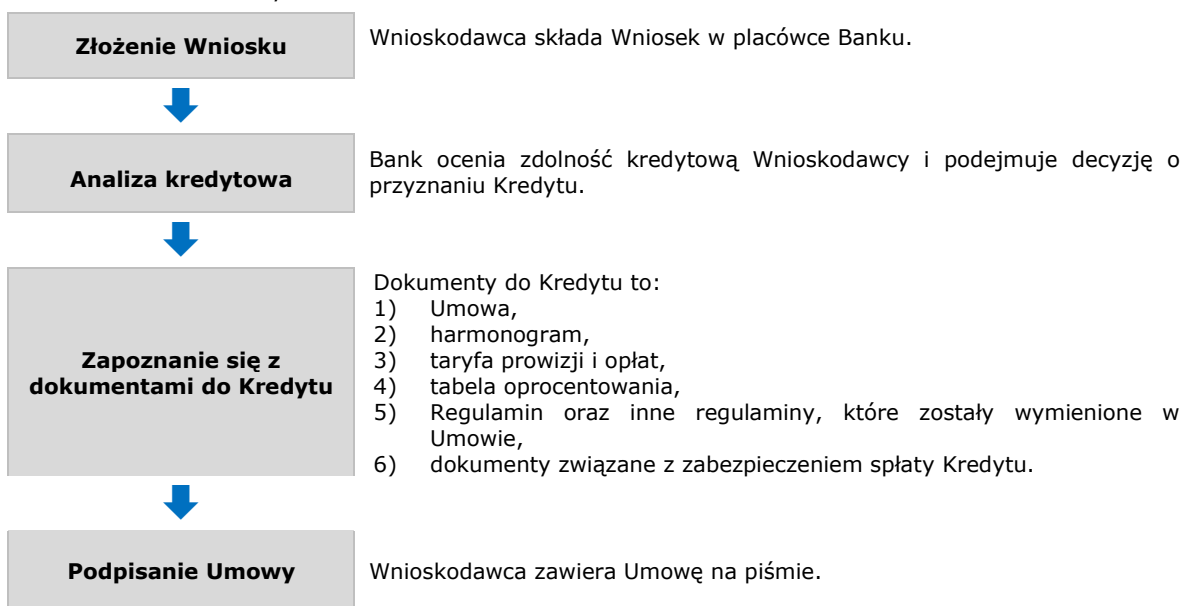 Złożenie Wniosku
Wnioskodawca składa Wniosek w placówce Banku.
Analiza kredytowa
Bank ocenia zdolność kredytową Wnioskodawcy i podejmuje decyzję o
przyznaniu Kredytu.
Zapoznanie się z
dokumentami do Kredytu
Dokumenty do Kredytu to:
1) Umowa,
2) harmonogram,
3) taryfa prowizji i opłat,
4) tabela oprocentowania,
5) Regulamin oraz inne regulaminy, które zostały wymienione w
Umowie,
6) dokumenty związane z zabezpieczeniem spłaty Kredytu.
Podpisanie Umowy
Wnioskodawca zawiera Umowę na piśmie.